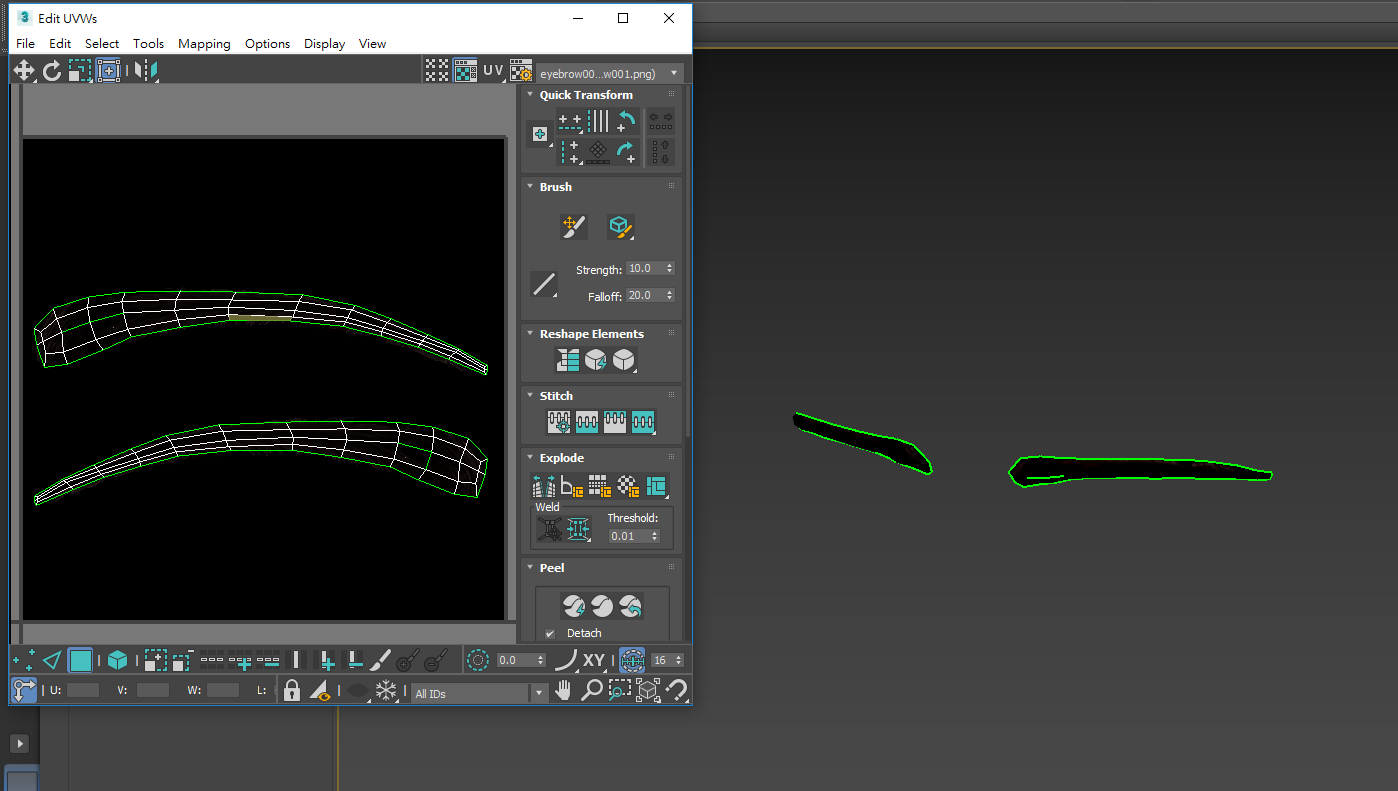 Edit UVWs
File Edit Select Tools Mapping Options Display View
UV eyebrow00...w001.png)
Quick Transform
Brush
Strength: 10.0
Falloff: 20.0
Reshape Elements
Stitch
Explode
Weld
Threshold:
0.01
Peel
Detach
0.0 XY 16
U: V: W: L: All IDs